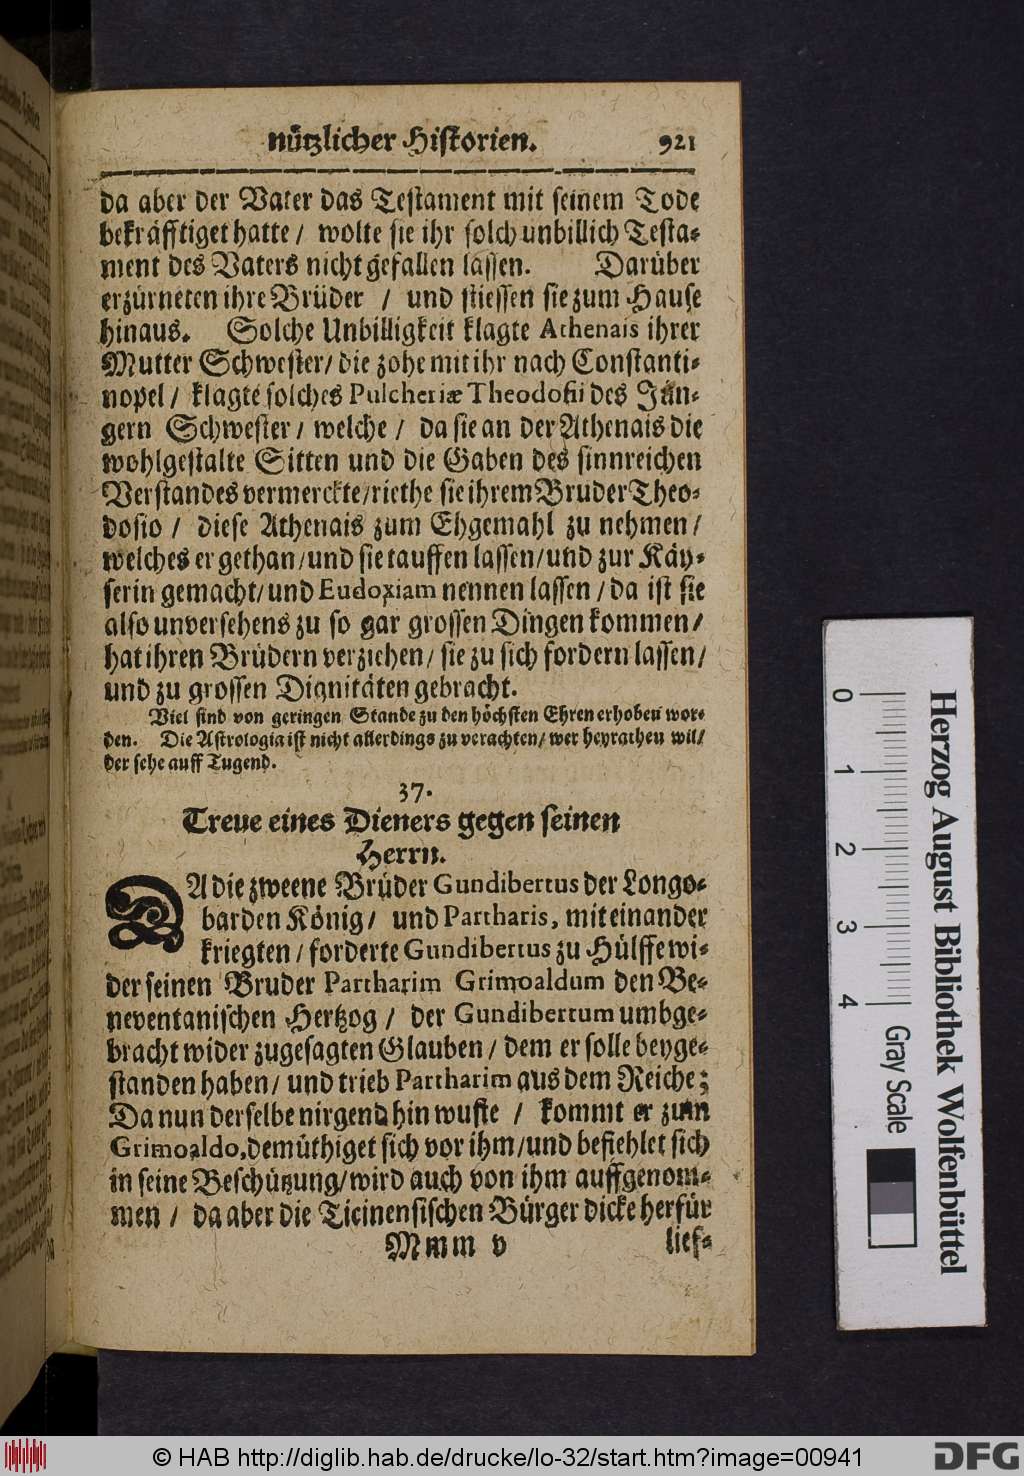 nützlicher Historien. 921
da aber der Vater das Testament mit seinem Tode
bekräfftiget hatte / wolte sie ihr solch unbillich Testa-
ment des Vaters nicht gefallen lassen. Darüber
erzürneten ihre Brüder / und stiessen sie zum Hause
hinaus. Solche Unbilligkeit klagte Athenais ihrer
Mutter Schwester / die zohe mit ihr nach Constanti-
nopel / klagte solches Pulcheriæ Theodosii des Jün-
gern Schwester / welche / da sie an der Athenais die
wohlgestalte Sitten und die Gaben des sinnreichen
Verstandes vermerckte / riethe sie ihrem Bruder Theo-
dosio / diese Athenais zum Ehgemahl zu nehmen /
welches er gethan / und sie tauffen lassen / und zur Käy-
serin gemacht / und Eudoxiam nennen lassen / da ist sie
also unversehens zu so gar grossen Dingen kommen /
hat ihren Brüdern verziehen / sie zu sich fordern lassen /
und zu grossen Dignitäten gebracht.
Viel sind von geringen Stande zu den höchsten Ehren erhoben wor-
den. Die Astrologia ist nicht allerdings zu verachten / wer heyrathen wil /
der sehe auff Tugend.
37.
Treue eines Dieners gegen seinen
Herrn.
DA die zweene Brüder Gundibertus der Longo-
barden König / und Partharis, mit einander
kriegten / forderte Gundibertus zu Hülffe wi-
der seinen Bruder Partharim Grimoaldum den Be-
neventanischen Hertzog / der Gundibertum umbge-
bracht wider zugesagten Glauben / dem er solle beyge-
standen haben / und trieb Partharim aus dem Reiche;
Da nun derselbe nirgend hin wuste / kommt er zum
Grimoaldo, demüthiget sich vor ihm / und befiehlet sich
in seine Beschützung / wird auch von ihm auffgenom-
men / da aber die Ticinensischen Bürger dicke herfür
Mmm v lief-
0 1 2 3 4
Gray Scale
Herzog August Bibliothek Wolfenbüttel
© HAB http://diglib.hab.de/drucke/lo-32/start.htm?image=00941
DFG